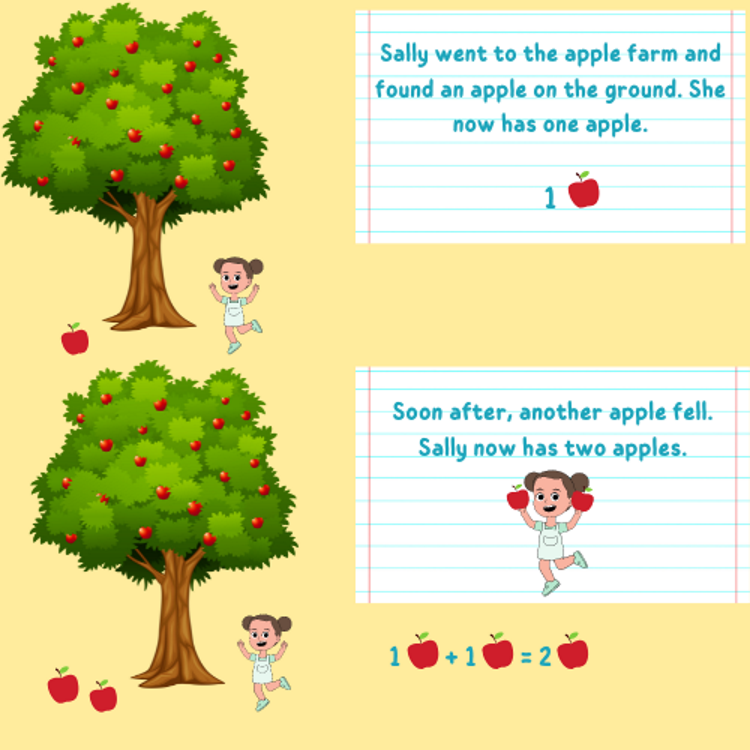 Sally went to the apple farm and
found an apple on the ground. She
now has one apple.
1
Soon after, another apple fell.
Sally now has two apples.
1 + 1 = 2